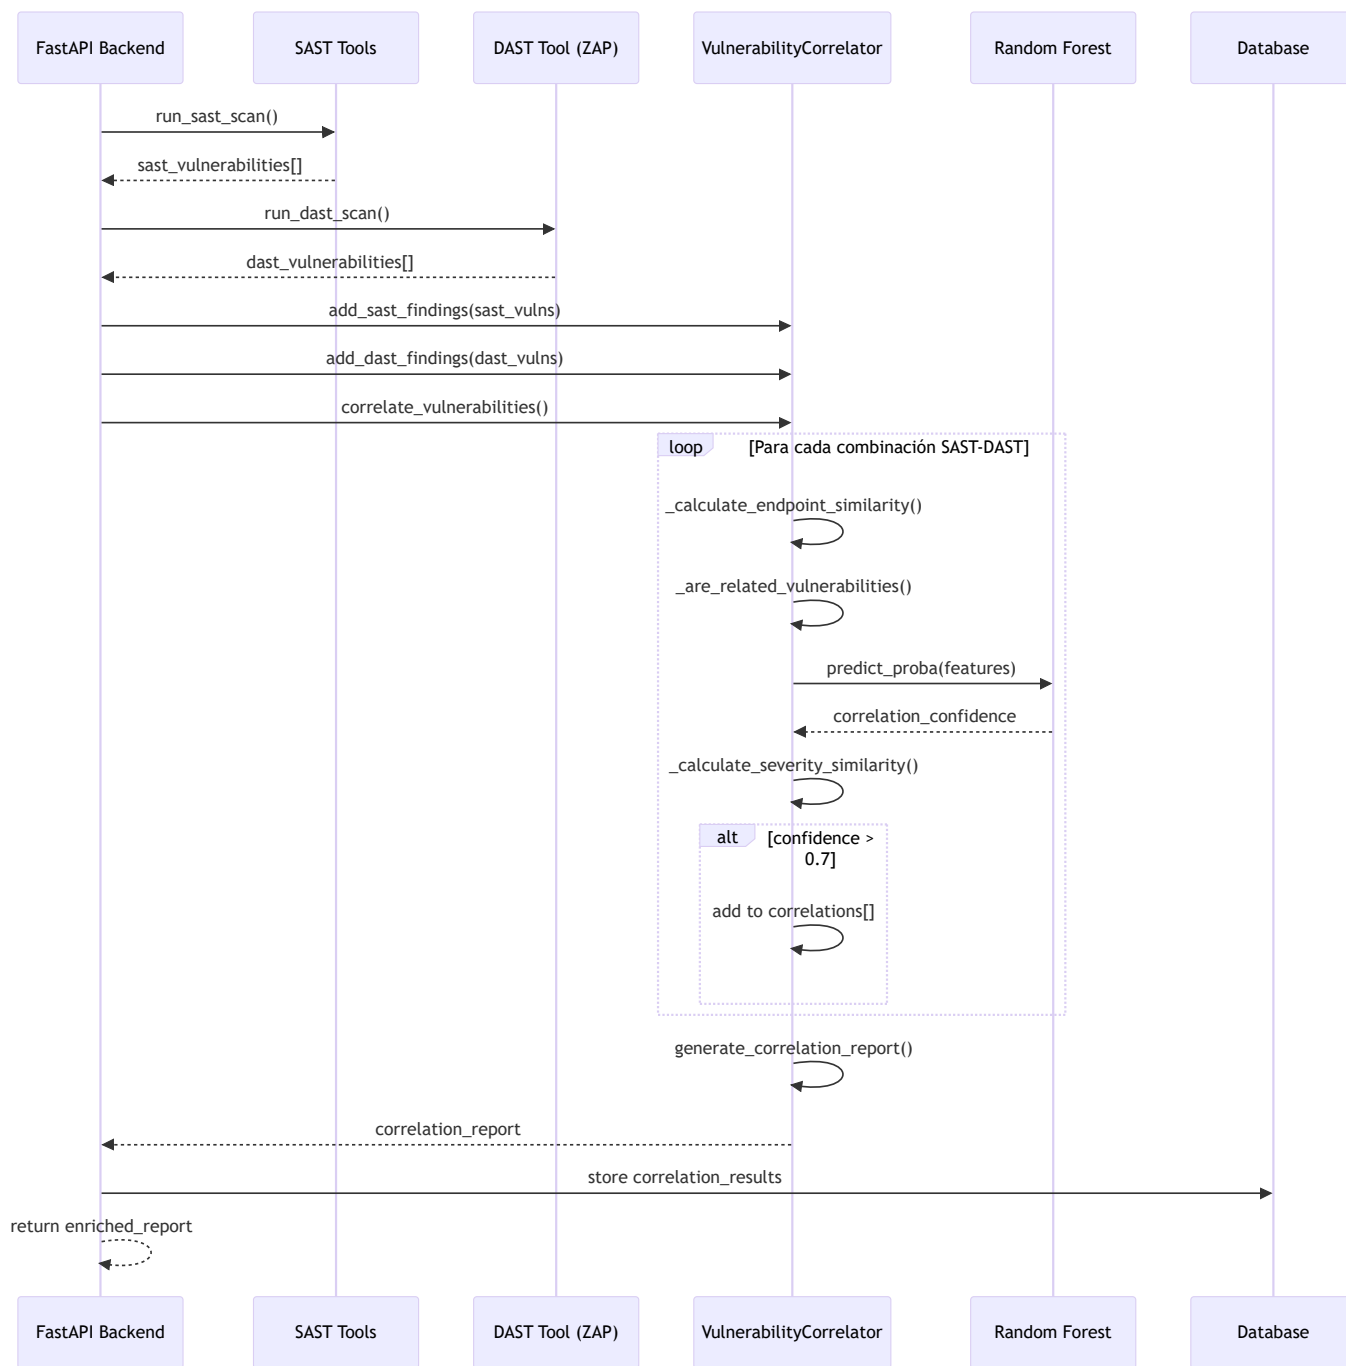 FastAPI Backend
SAST Tools
DAST Tool (ZAP)
VulnerabilityCorrelator
Random Forest
Database
run_sast_scan()
sast_vulnerabilities[]
run_dast_scan()
dast_vulnerabilities[]
add_sast_findings(sast_vulns)
add_dast_findings(dast_vulns)
correlate_vulnerabilities()
loop
[Para cada combinación SAST-DAST]
_calculate_endpoint_similarity()
_are_related_vulnerabilities()
predict_proba(features)
correlation_confidence
_calculate_severity_similarity()
alt
[confidence >
0.7]
add to correlations[]
generate_correlation_report()
correlation_report
store correlation_results
return enriched_report
FastAPI Backend
SAST Tools
DAST Tool (ZAP)
VulnerabilityCorrelator
Random Forest
Database